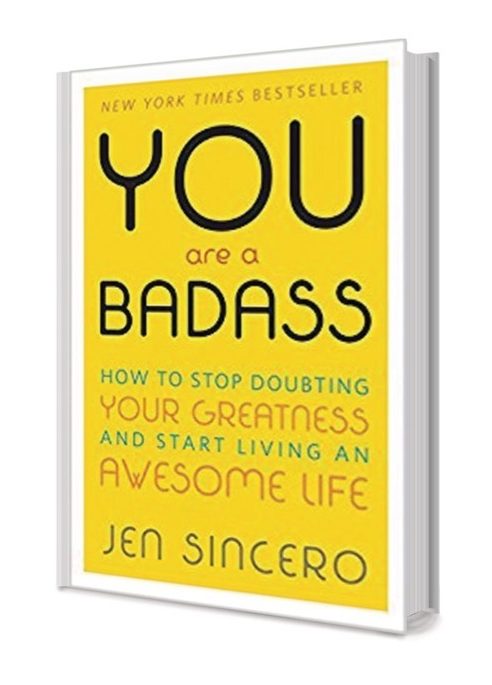 NEW YORK TIMES BESTSELLER
YOU
are a
BADASS
HOW TO STOP DOUBTING
YOUR GREATNESS
AND START LIVING AN
AWESOME LIFE
JEN SINCERO